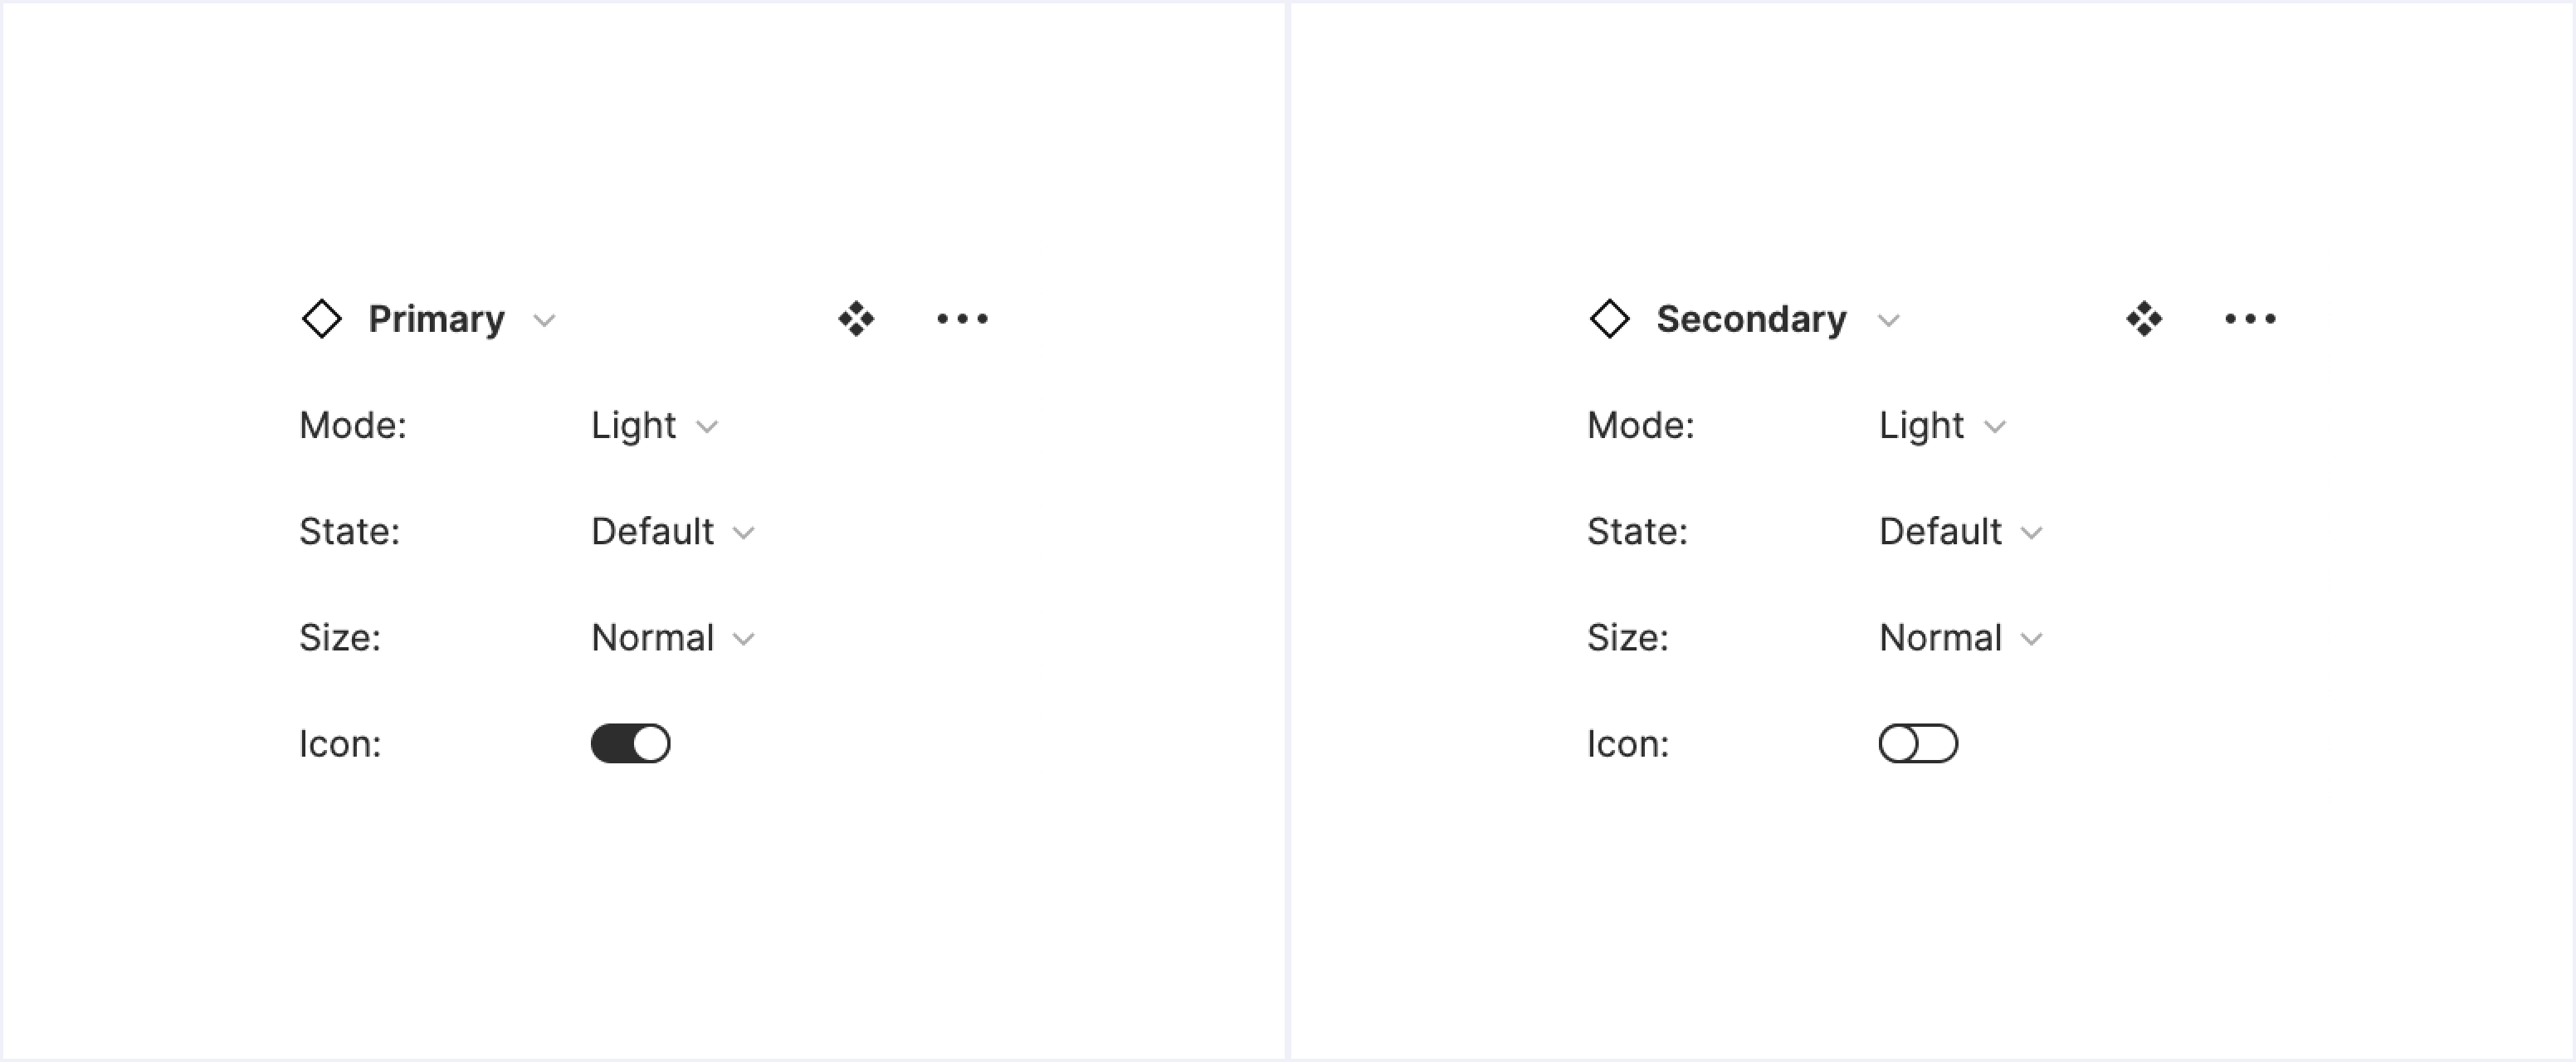 Primary
Mode: Light
State: Default
Size: Normal
Icon:
Secondary
Mode: Light
State: Default
Size: Normal
Icon: